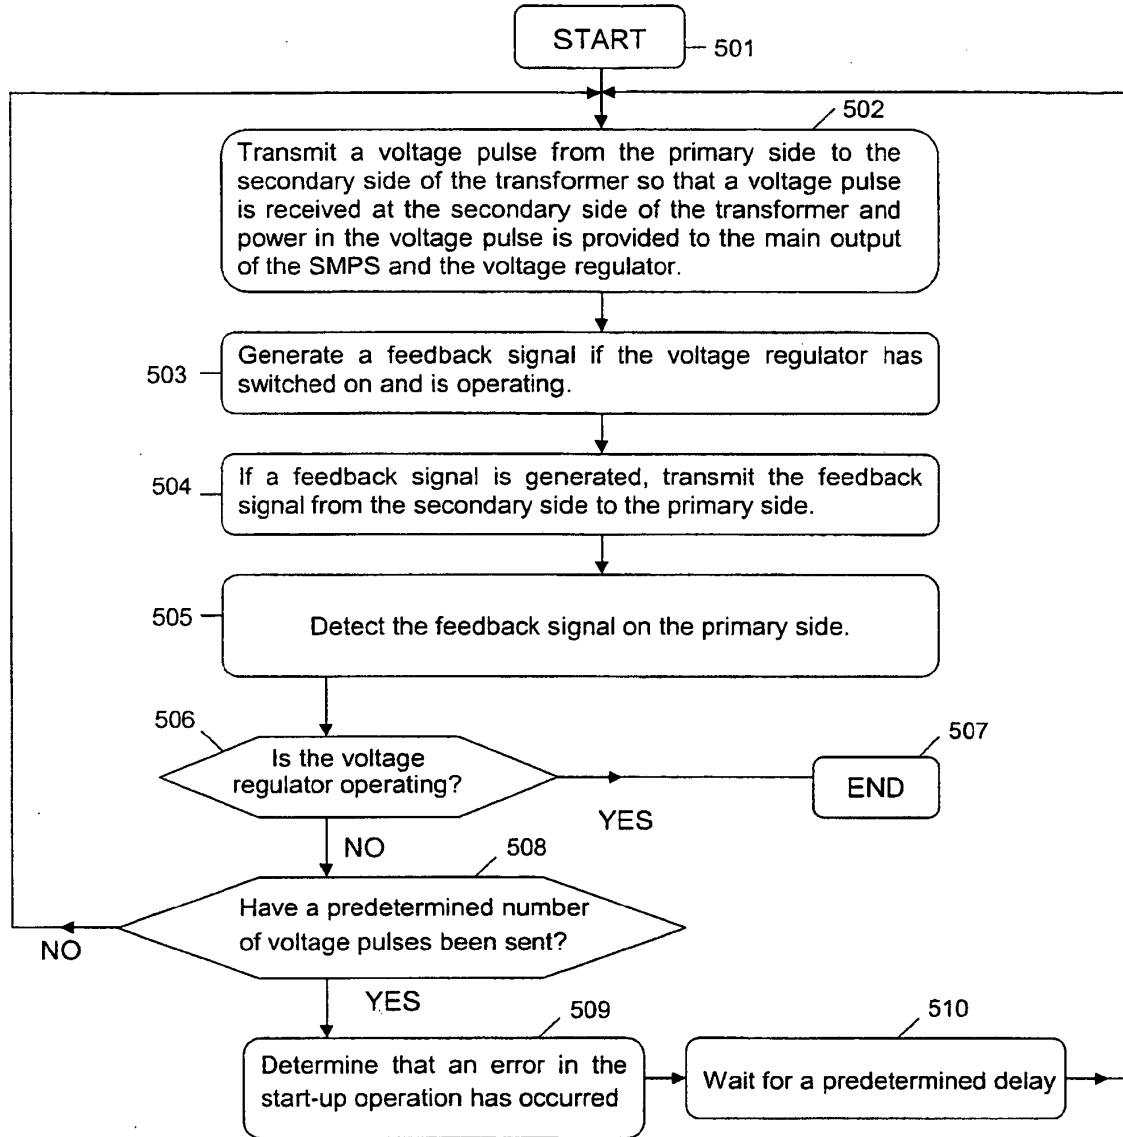 START
501
502
Transmit a voltage pulse from the primary side to the
secondary side of the transformer so that a voltage pulse
is received at the secondary side of the transformer and
power in the voltage pulse is provided to the main output
of the SMPS and the voltage regulator.
503
Generate a feedback signal if the voltage regulator has
switched on and is operating.
504
If a feedback signal is generated, transmit the feedback
signal from the secondary side to the primary side.
505
Detect the feedback signal on the primary side.
506
Is the voltage
regulator operating?
YES
507
END
NO
508
Have a predetermined number
of voltage pulses been sent?
NO
YES
509
Determine that an error in the
start-up operation has occurred
510
Wait for a predetermined delay